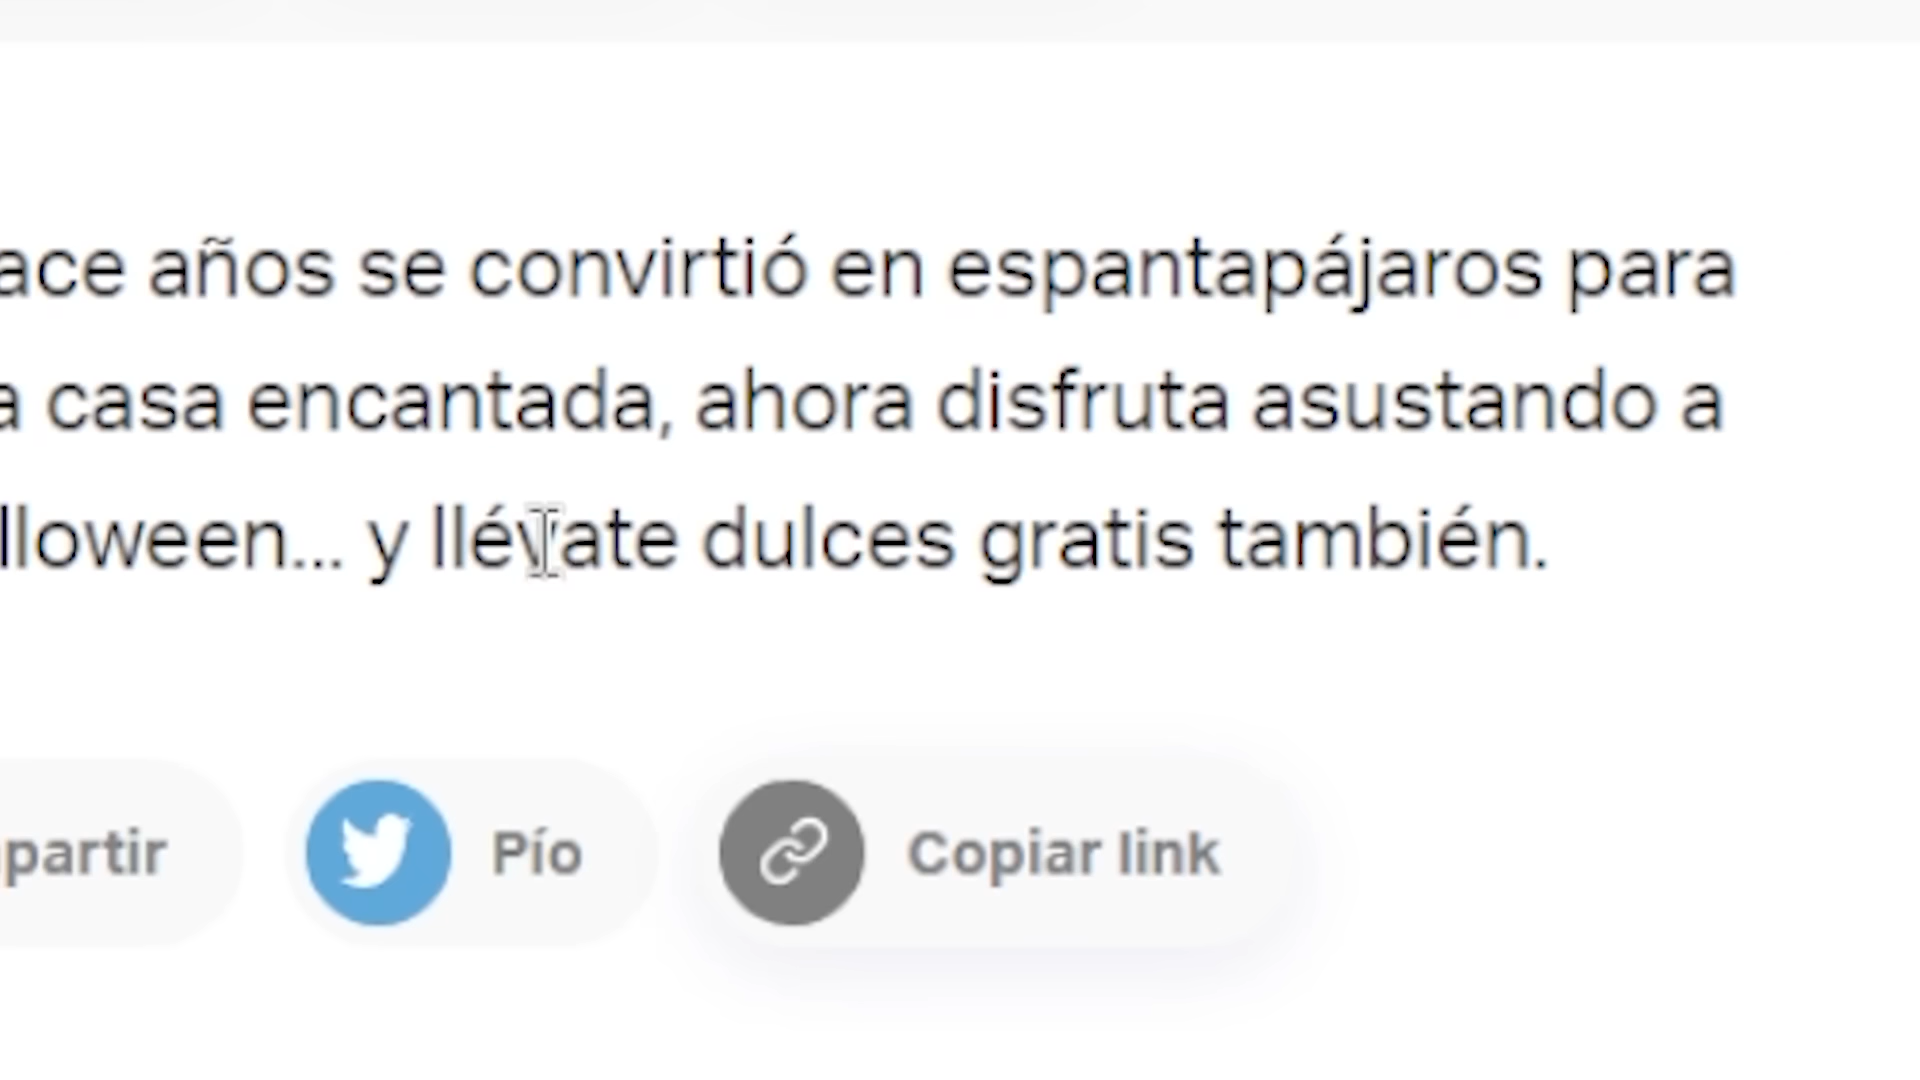 ace años se convirtió en espantapájaros para
a casa encantada, ahora disfruta asustando a
lloween... y llévate dulces gratis también.
partir
Pío
Copiar link